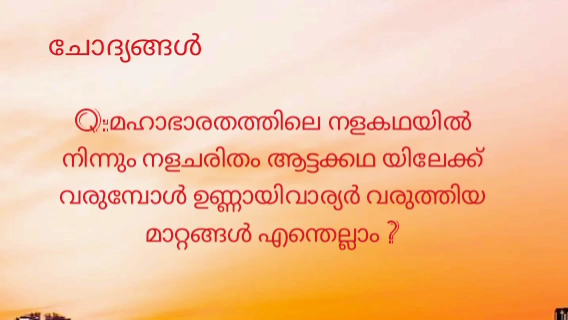 ചോദ്യങ്ങൾ
Q:മഹാഭാരതത്തിലെ നളകഥയിൽ
നിന്നും നളചരിതം ആട്ടക്കഥ യിലേക്ക്
വരുമ്പോൾ ഉണ്ണായിവാര്യർ വരുത്തിയ
മാറ്റങ്ങൾ എന്തെല്ലാം ?